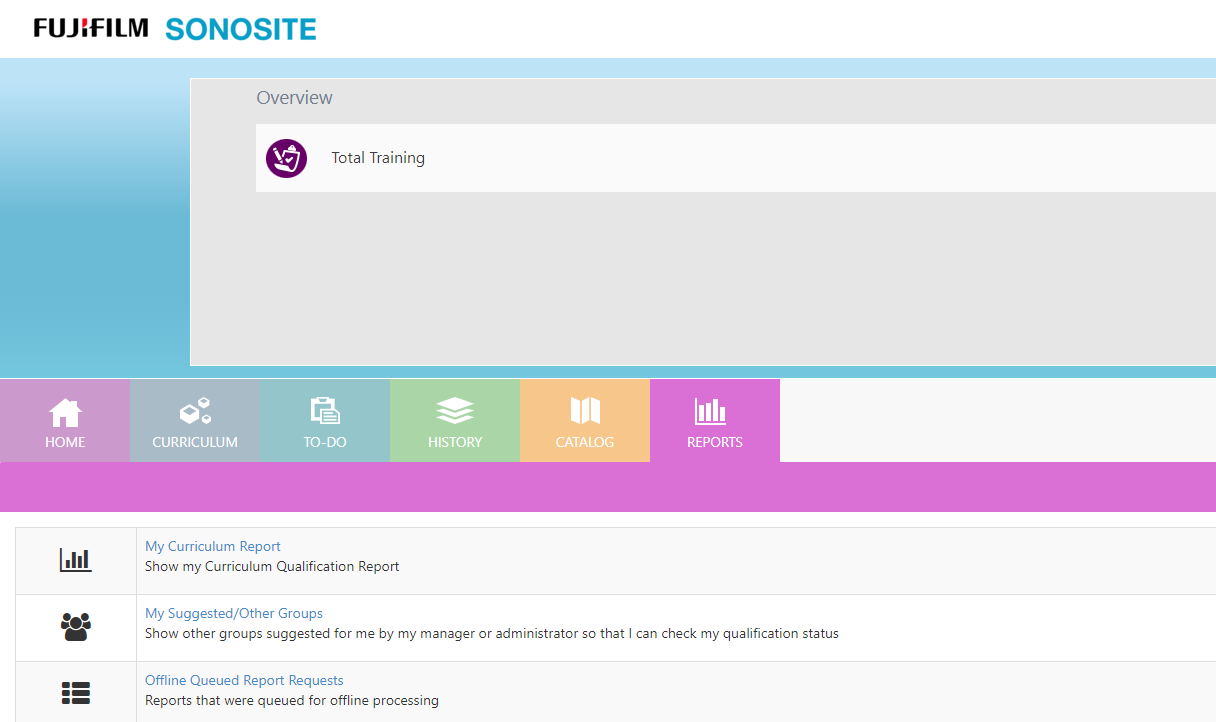 FUJIFILM SONOSITE
Overview
Total Training
HOME
CURRICULUM
TO-DO
HISTORY
CATALOG
REPORTS
My Curriculum Report
Show my Curriculum Qualification Report
My Suggested/Other Groups
Show other groups suggested for me by my manager or administrator so that I can check my qualification status
Offline Queued Report Requests
Reports that were queued for offline processing